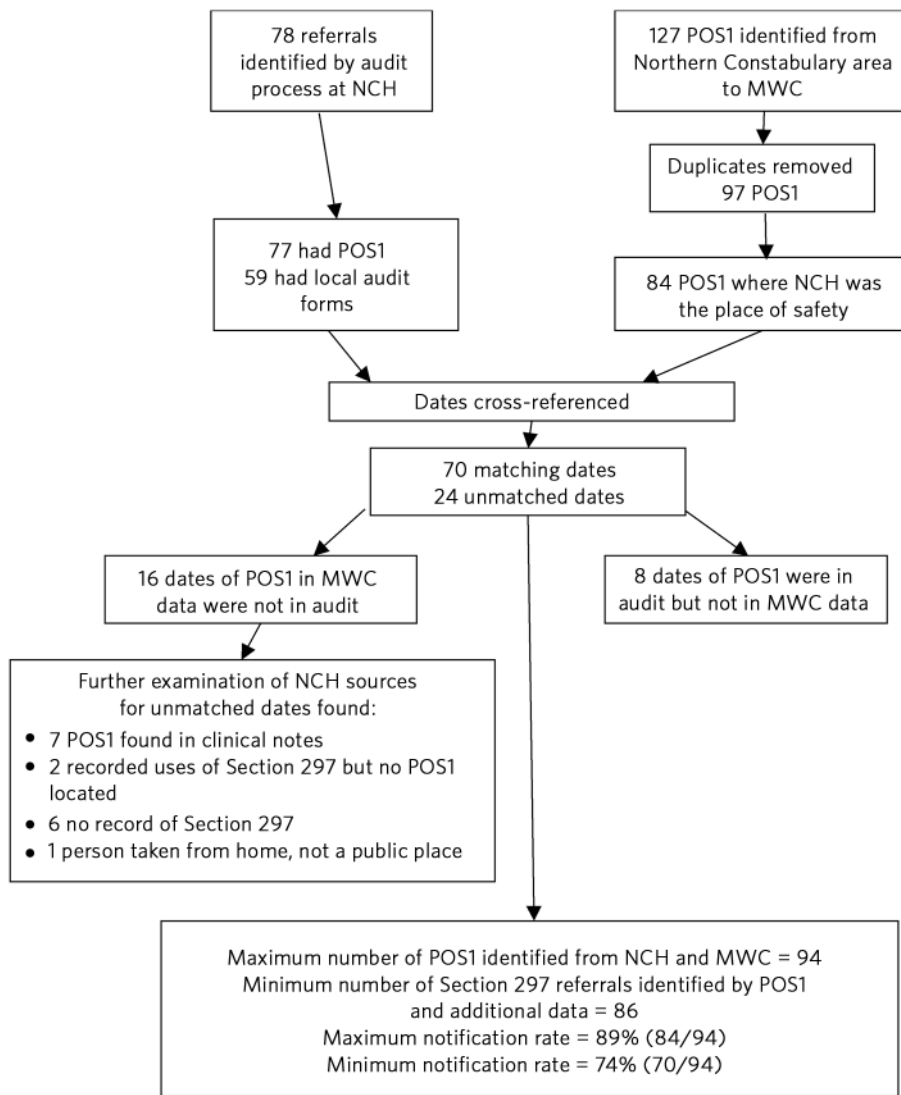 78 referrals
identified by audit
process at NCH
127 POS1 identified from
Northern Constabulary area
to MWC
Duplicates removed
97 POS1
77 had POS1
59 had local audit
forms
84 POS1 where NCH was
the place of safety
Dates cross-referenced
70 matching dates
24 unmatched dates
16 dates of POS1 in MWC
data were not in audit
8 dates of POS1 were in
audit but not in MWC data
Further examination of NCH sources
for unmatched dates found:
• 7 POS1 found in clinical notes
• 2 recorded uses of Section 297 but no POS1
located
• 6 no record of Section 297
• 1 person taken from home, not a public place
Maximum number of POS1 identified from NCH and MWC = 94
Minimum number of Section 297 referrals identified by POS1
and additional data = 86
Maximum notification rate = 89% (84/94)
Minimum notification rate = 74% (70/94)